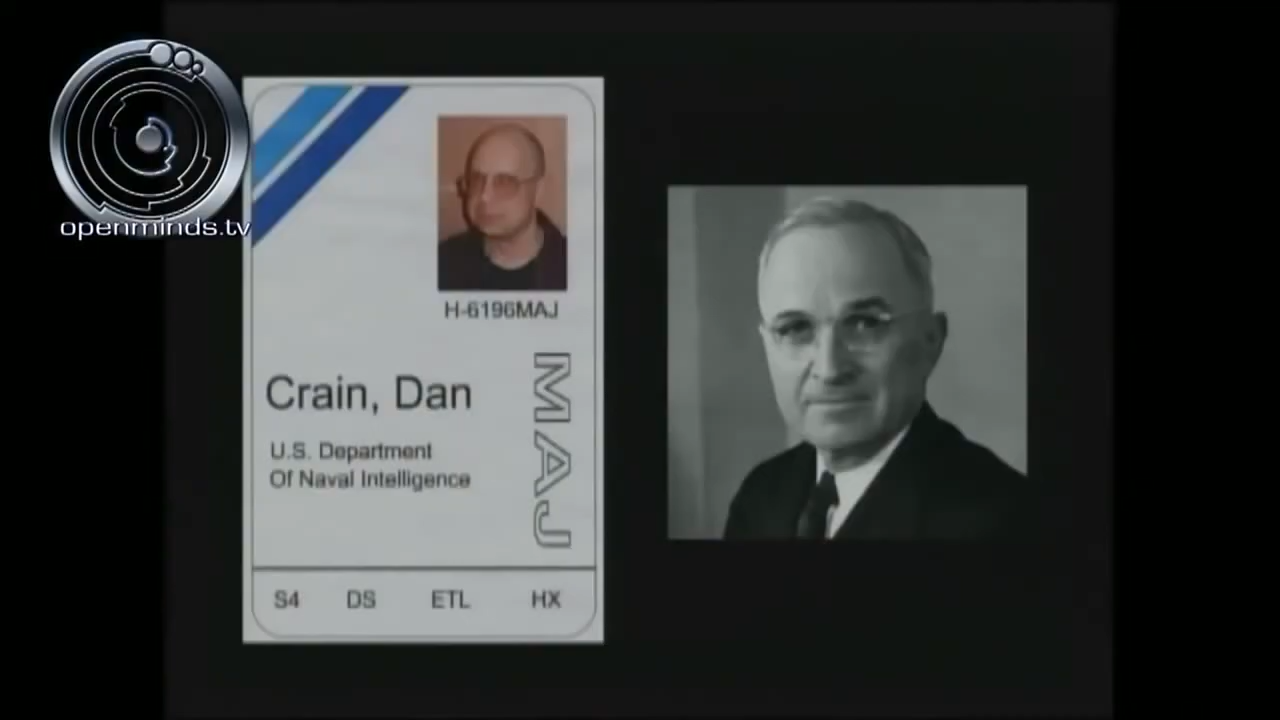 openminds.tv
H-6196MAJ
MAJ
Crain, Dan
U.S. Department
Of Naval Intelligence
S4 DS ETL HX